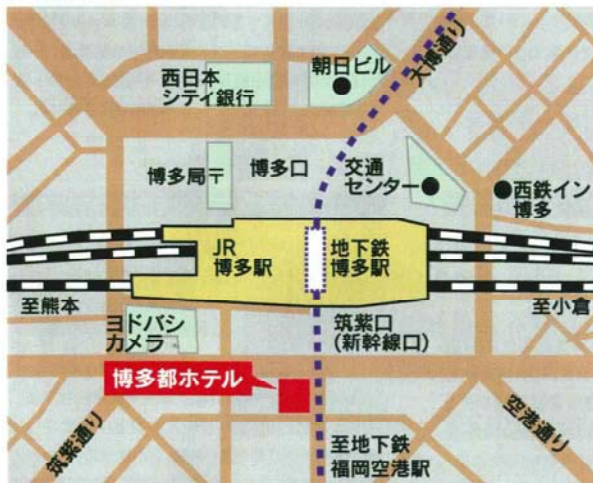 朝日ビル
大博通り
西日本
シティ銀行
博多局〒
博多口
交通
センター
西鉄イン
博多
JR
博多駅
地下鉄
博多駅
至熊本
至小倉
ヨドバシ
カメラ
筑紫口
(新幹線口)
博多都ホテル
筑紫通り
至地下鉄
福岡空港駅
空港通り